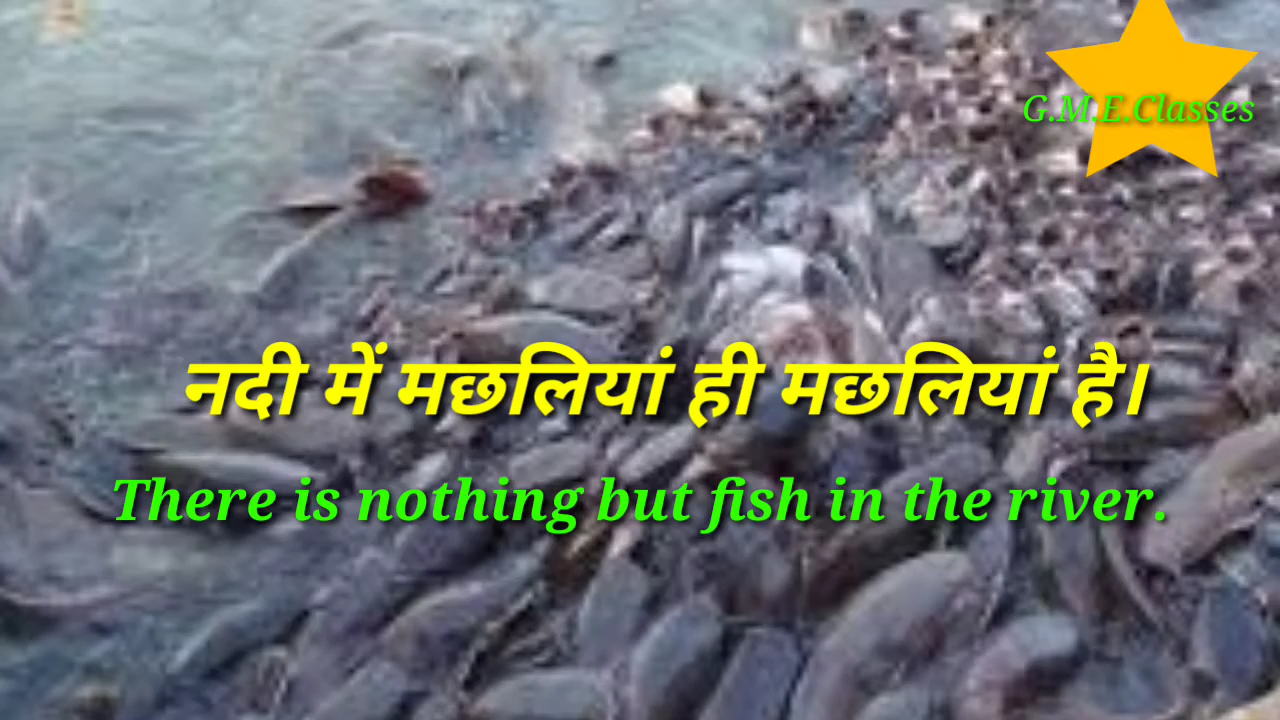 G.M.E.Classes
नदी में मछलियां ही मछलियां है।
There is nothing but fish in the river.